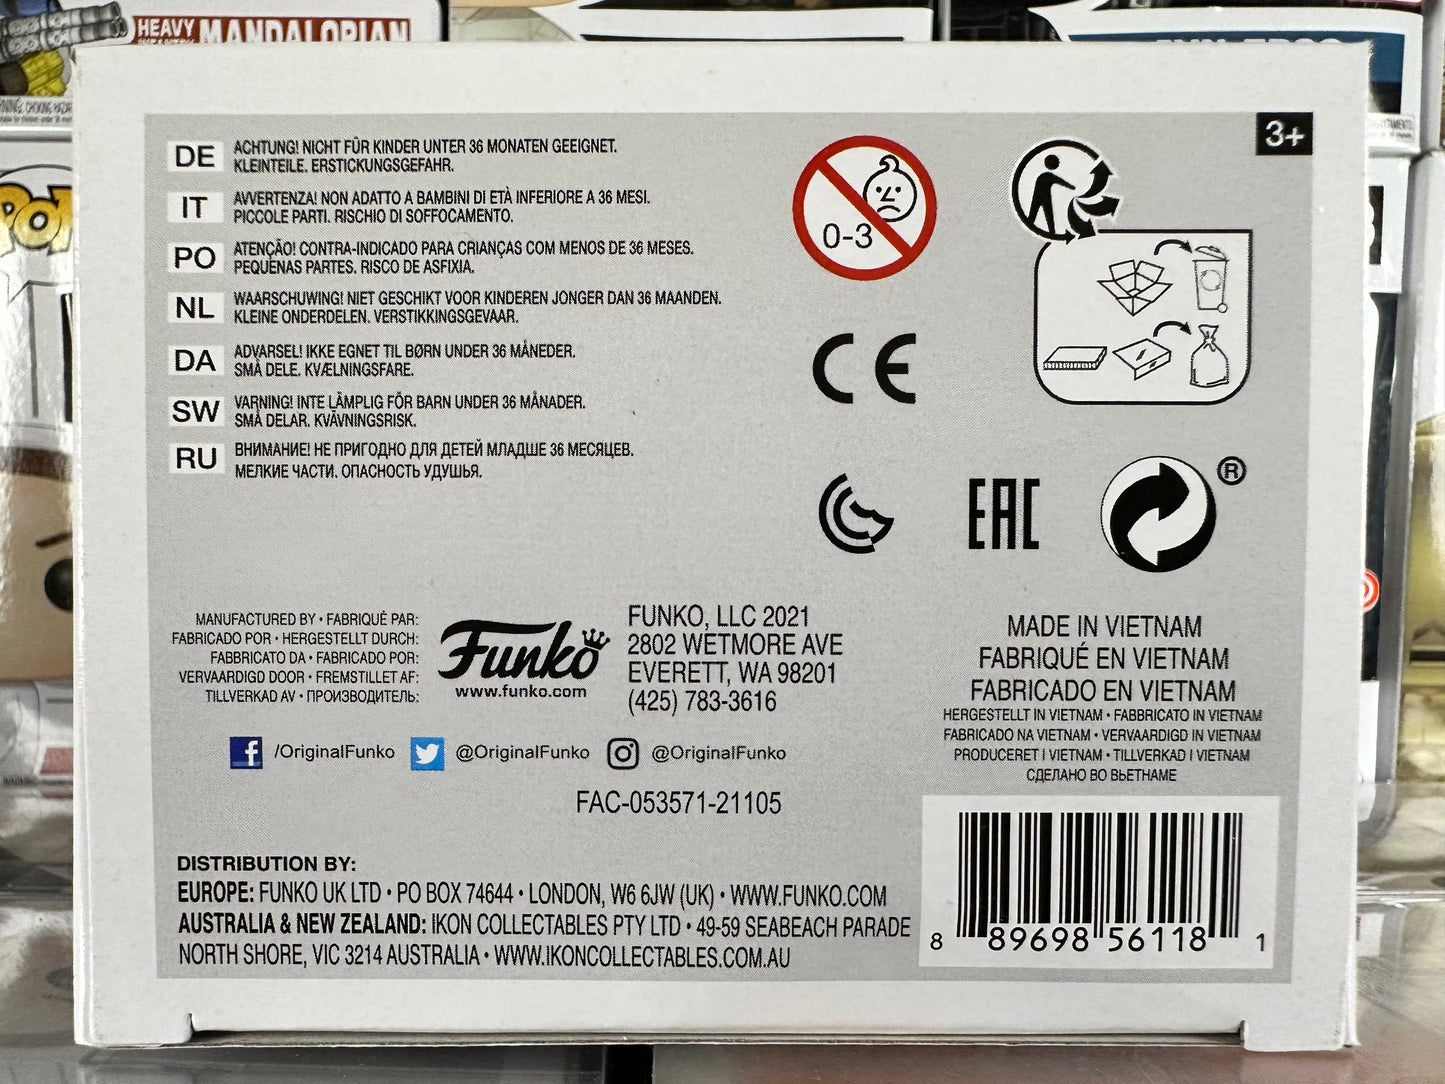 HEAVY
MANDALORIAN
3+
DE
ACHTUNG! NICHT FÜR KINDER UNTER 36 MONATEN GEEIGNET.
KLEINTEILE. ERSTICKUNGSGEFAHR.
IT
AVVERTENZA! NON ADATTO A BAMBINI DI ETÀ INFERIORE A 36 MESI.
PICCOLE PARTI. RISCHIO DI SOFFOCAMENTO.
PO
ATENÇÃO! CONTRA-INDICADO PARA CRIANÇAS COM MENOS DE 36 MESES.
PEQUENAS PARTES. RISCO DE ASFIXIA.
NL
WAARSCHUWING! NIET GESCHIKT VOOR KINDEREN JONGER DAN 36 MAANDEN.
KLEINE ONDERDELEN. VERSTIKKINGSGEVAAR.
DA
ADVARSEL! IKKE EGNET TIL BØRN UNDER 36 MÅNEDER.
SMÅ DELE. KVÆLNINGSFARE.
SW
VARNING! INTE LÄMPLIG FÖR BARN UNDER 36 MÅNADER.
SMÅ DELAR. KVÄVNINGSRISK.
RU
ВНИМАНИЕ! НЕ ПРИГОДНО ДЛЯ ДЕТЕЙ МЛАДШЕ 36 МЕСЯЦЕВ.
МЕЛКИЕ ЧАСТИ. ОПАСНОСТЬ УДУШЬЯ.
0-3
CE
EAC
®
MANUFACTURED BY • FABRIQUÉ PAR:
FABRICADO POR • HERGESTELLT DURCH:
FABBRICATO DA • FABRICADO POR:
VERVAARDIGD DOOR • FREMSTILLET AF:
TILLVERKAD AV • ПРОИЗВОДИТЕЛЬ:
Funko
www.funko.com
FUNKO, LLC 2021
2802 WETMORE AVE
EVERETT, WA 98201
(425) 783-3616
MADE IN VIETNAM
FABRIQUÉ EN VIETNAM
FABRICADO EN VIETNAM
HERGESTELLT IN VIETNAM • FABBRICATO IN VIETNAM
FABRICADO NA VIETNAM • VERVAARDIGD IN VIETNAM
PRODUCERET I VIETNAM • TILLVERKAD I VIETNAM
СДЕЛАНО ВО ВЬЕТНАМЕ
/OriginalFunko @OriginalFunko @OriginalFunko
FAC-053571-21105
DISTRIBUTION BY:
EUROPE: FUNKO UK LTD • PO BOX 74644 • LONDON, W6 6JW (UK) • WWW.FUNKO.COM
AUSTRALIA & NEW ZEALAND: IKON COLLECTABLES PTY LTD • 49-59 SEABEACH PARADE
NORTH SHORE, VIC 3214 AUSTRALIA • WWW.IKONCOLLECTABLES.COM.AU
8 89698 56118 1